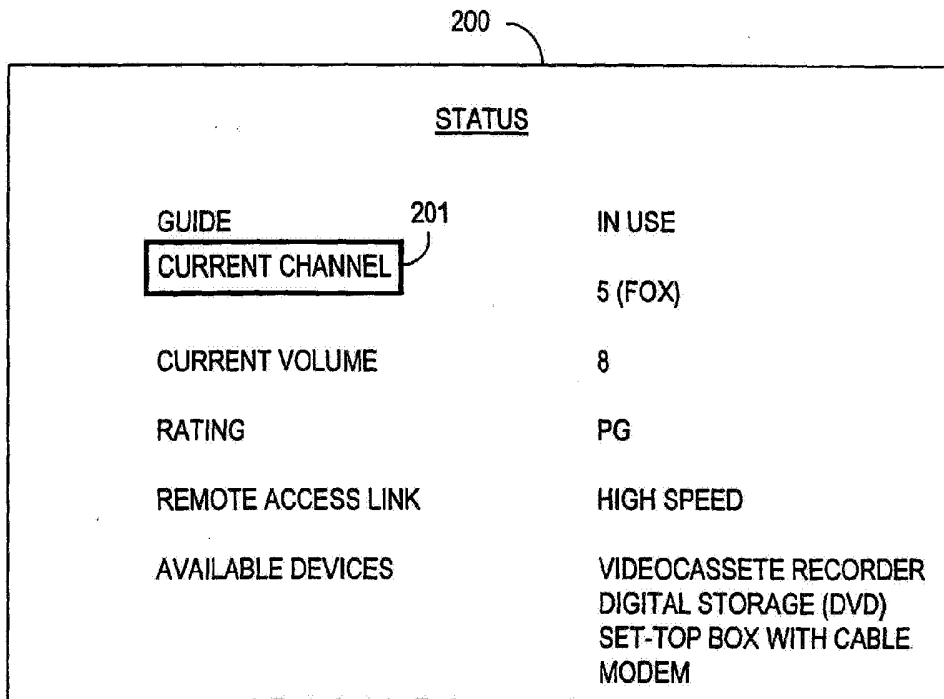 200
STATUS
GUIDE 201 IN USE
CURRENT CHANNEL
5 (FOX)
CURRENT VOLUME 8
RATING PG
REMOTE ACCESS LINK HIGH SPEED
AVAILABLE DEVICES VIDEOCASSETE RECORDER
DIGITAL STORAGE (DVD)
SET-TOP BOX WITH CABLE
MODEM